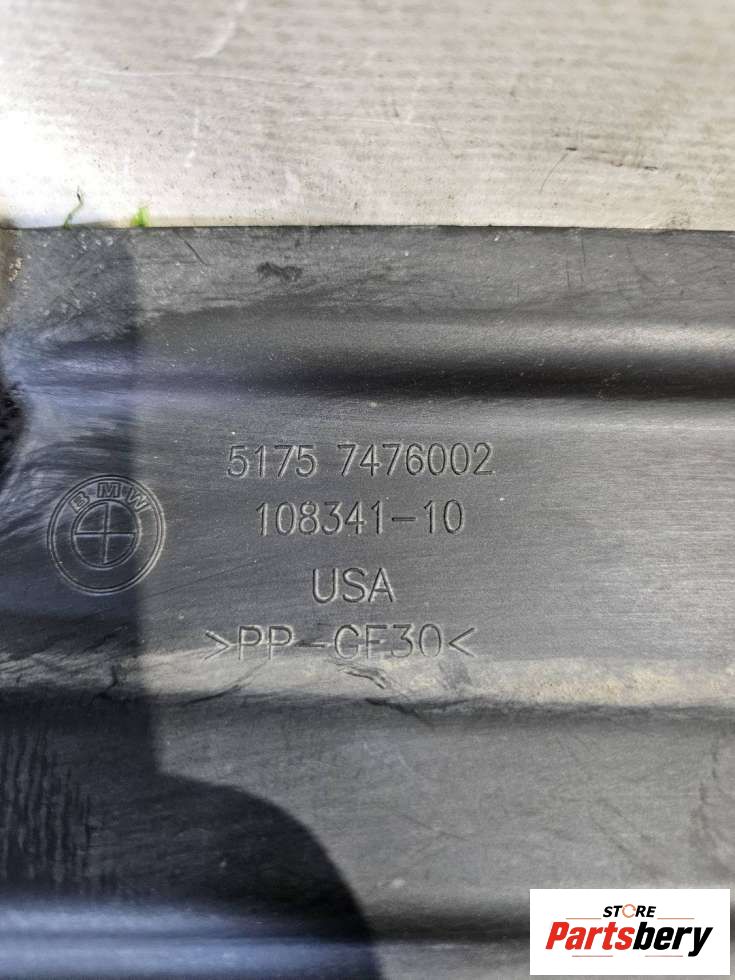 5175 7476002
BMW
108341-10
USA
>PP-GF30<
STORE
Partsbery